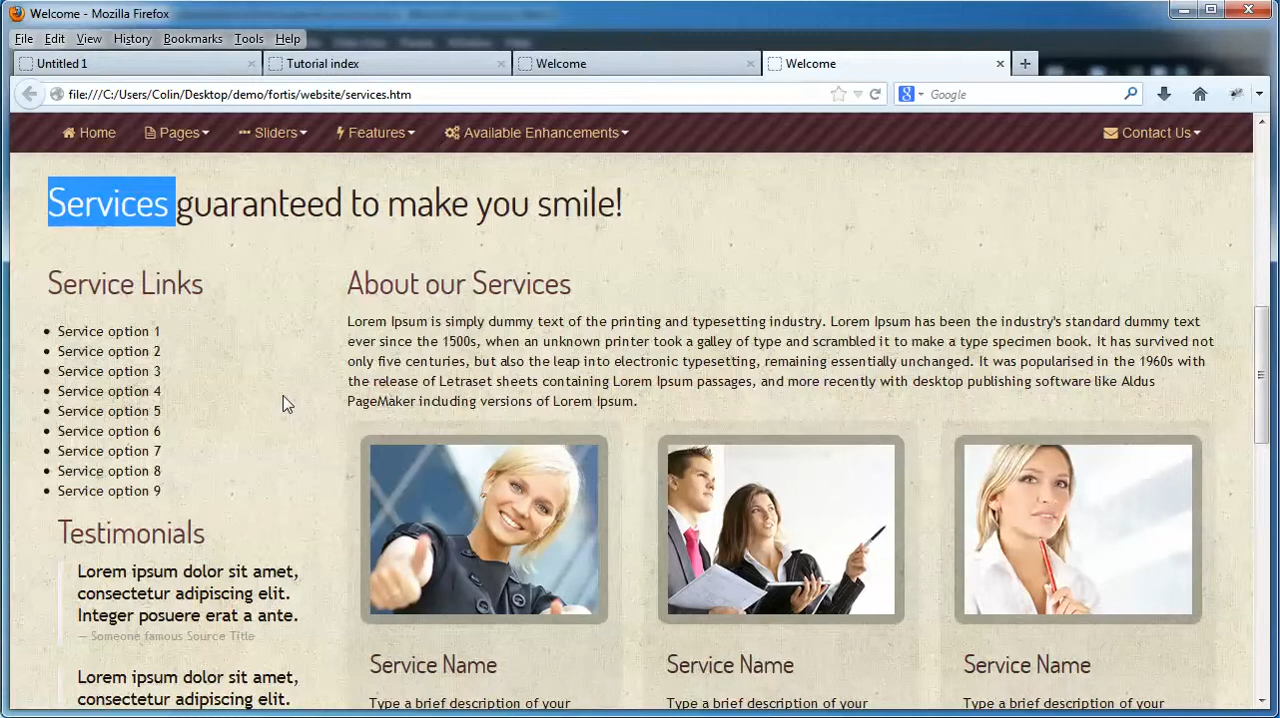 Welcome - Mozilla Firefox
File Edit View History Bookmarks Tools Help
Untitled 1
Tutorial index
Welcome
Welcome
file:///C:/Users/Colin/Desktop/demo/fortis/website/services.htm
Google
Home Pages Sliders Features Available Enhancements Contact Us
Services guaranteed to make you smile!
Service Links
Service option 1
Service option 2
Service option 3
Service option 4
Service option 5
Service option 6
Service option 7
Service option 8
Service option 9
Testimonials
Lorem ipsum dolor sit amet,
consectetur adipiscing elit.
Integer posuere erat a ante.
— Someone famous Source Title
Lorem ipsum dolor sit amet,
consectetur adipiscing elit.
About our Services
Lorem Ipsum is simply dummy text of the printing and typesetting industry. Lorem Ipsum has been the industry's standard dummy text
ever since the 1500s, when an unknown printer took a galley of type and scrambled it to make a type specimen book. It has survived not
only five centuries, but also the leap into electronic typesetting, remaining essentially unchanged. It was popularised in the 1960s with
the release of Letraset sheets containing Lorem Ipsum passages, and more recently with desktop publishing software like Aldus
PageMaker including versions of Lorem Ipsum.
Service Name
Type a brief description of your
Service Name
Type a brief description of your
Service Name
Type a brief description of your